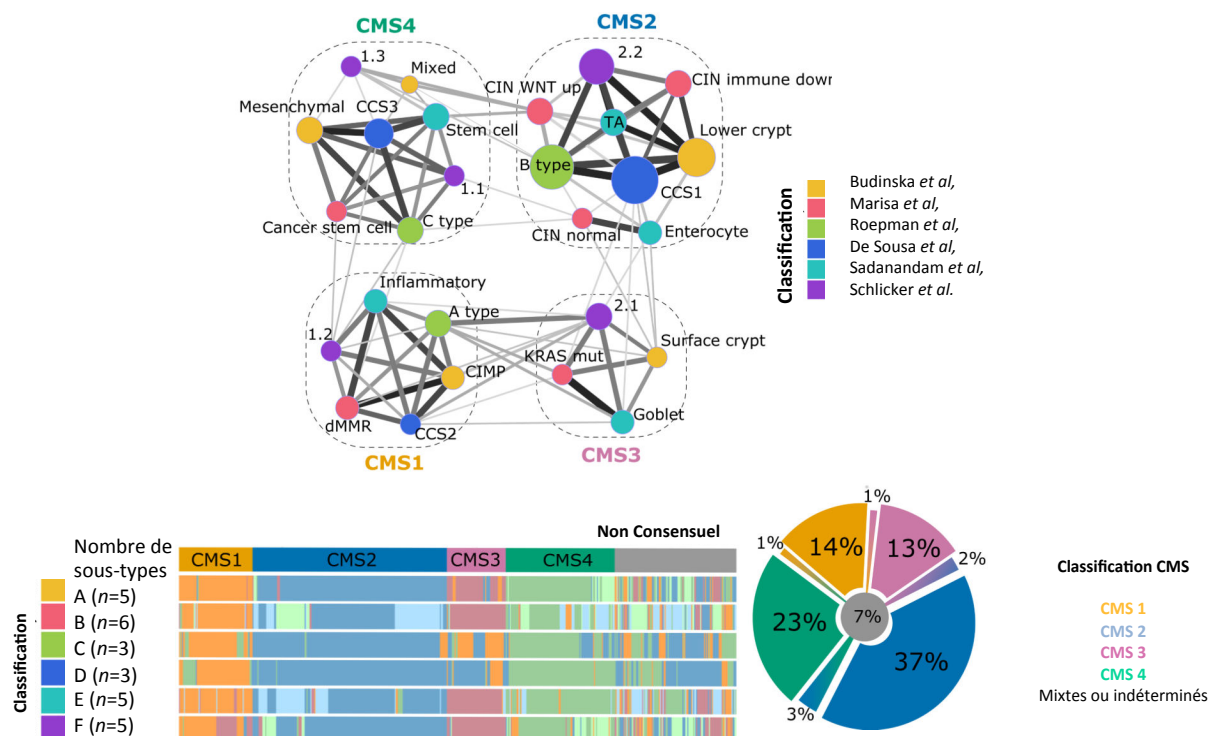 CMS4
CMS2
1.3
Mixed
Mesenchymal
CCS3
Stem cell
1.1
Cancer stem cell
C type
2.2
CIN WNT up
CIN immune down
TA
Lower crypt
B type
CCS1
CIN normal
Enterocyte
Classification
Budinska et al,
Marisa et al,
Roepman et al,
De Sousa et al,
Sadanandam et al,
Schlicker et al.
Inflammatory
A type
1.2
CIMP
dMMR
CCS2
2.1
Surface crypt
KRAS mut
Goblet
CMS1
CMS3
Nombre de
sous-types
Classification
A (n=5)
B (n=6)
C (n=3)
D (n=3)
E (n=5)
F (n=5)
Non Consensuel
CMS1 CMS2 CMS3 CMS4
1%
14%
1%
13%
2%
23%
7%
37%
3%
Classification CMS
CMS 1
CMS 2
CMS 3
CMS 4
Mixtes ou indéterminés